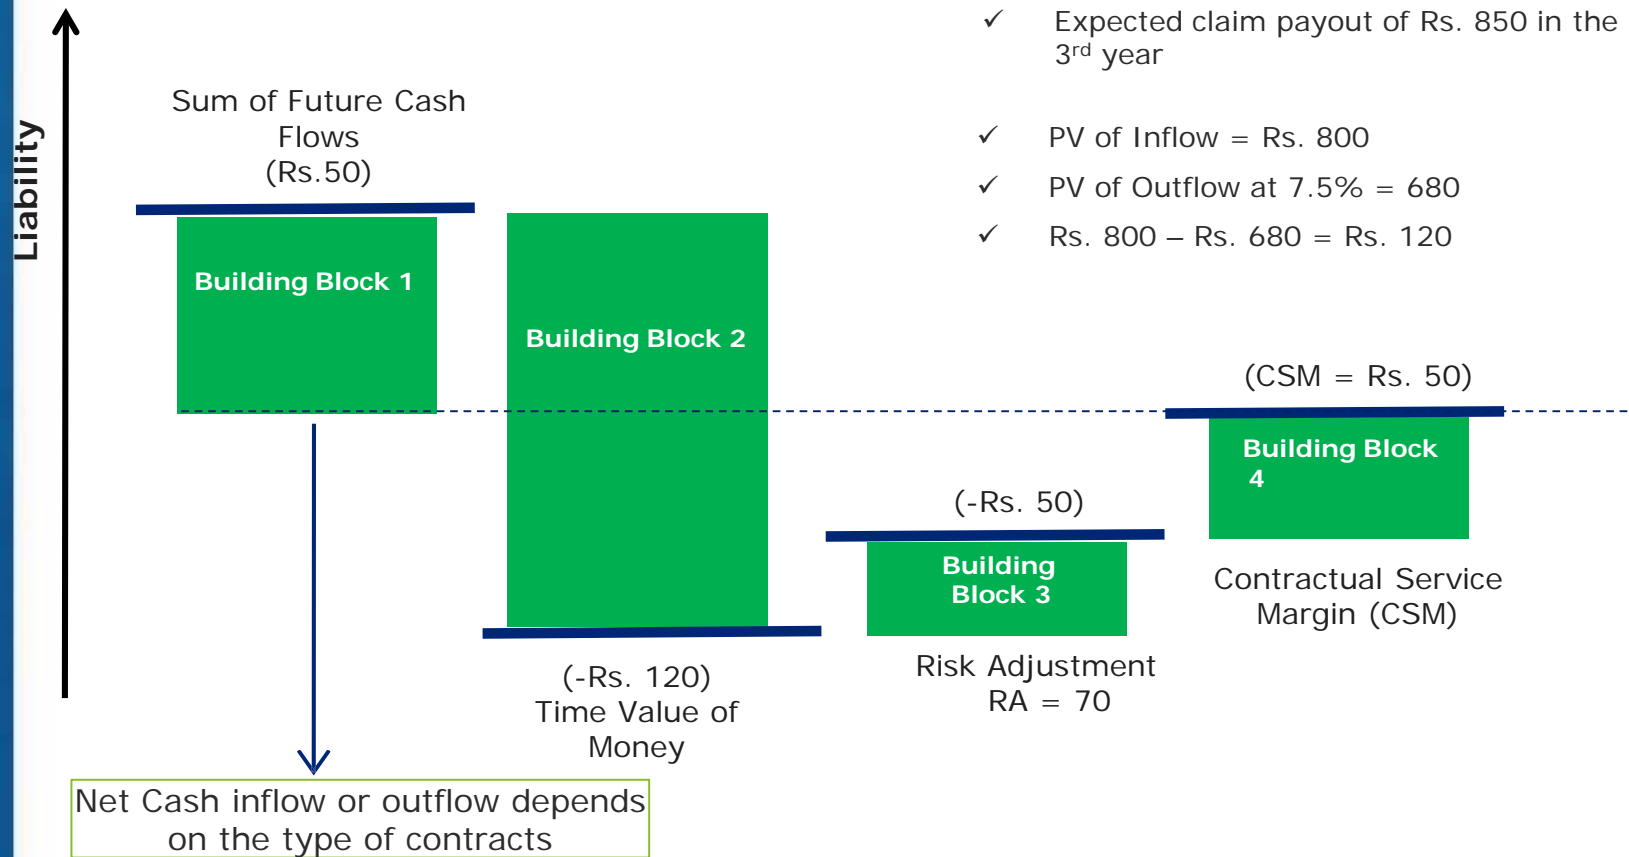 Liability
Sum of Future Cash
Flows
(Rs.50)
Building Block 1
Building Block 2
(-Rs. 120)
Time Value of
Money
(-Rs. 50)
Building
Block 3
Risk Adjustment
RA = 70
(CSM = Rs. 50)
Building Block
4
Contractual Service
Margin (CSM)
✓ Expected claim payout of Rs. 850 in the
3rd year
✓ PV of Inflow = Rs. 800
✓ PV of Outflow at 7.5% = 680
✓ Rs. 800 – Rs. 680 = Rs. 120
Net Cash inflow or outflow depends
on the type of contracts